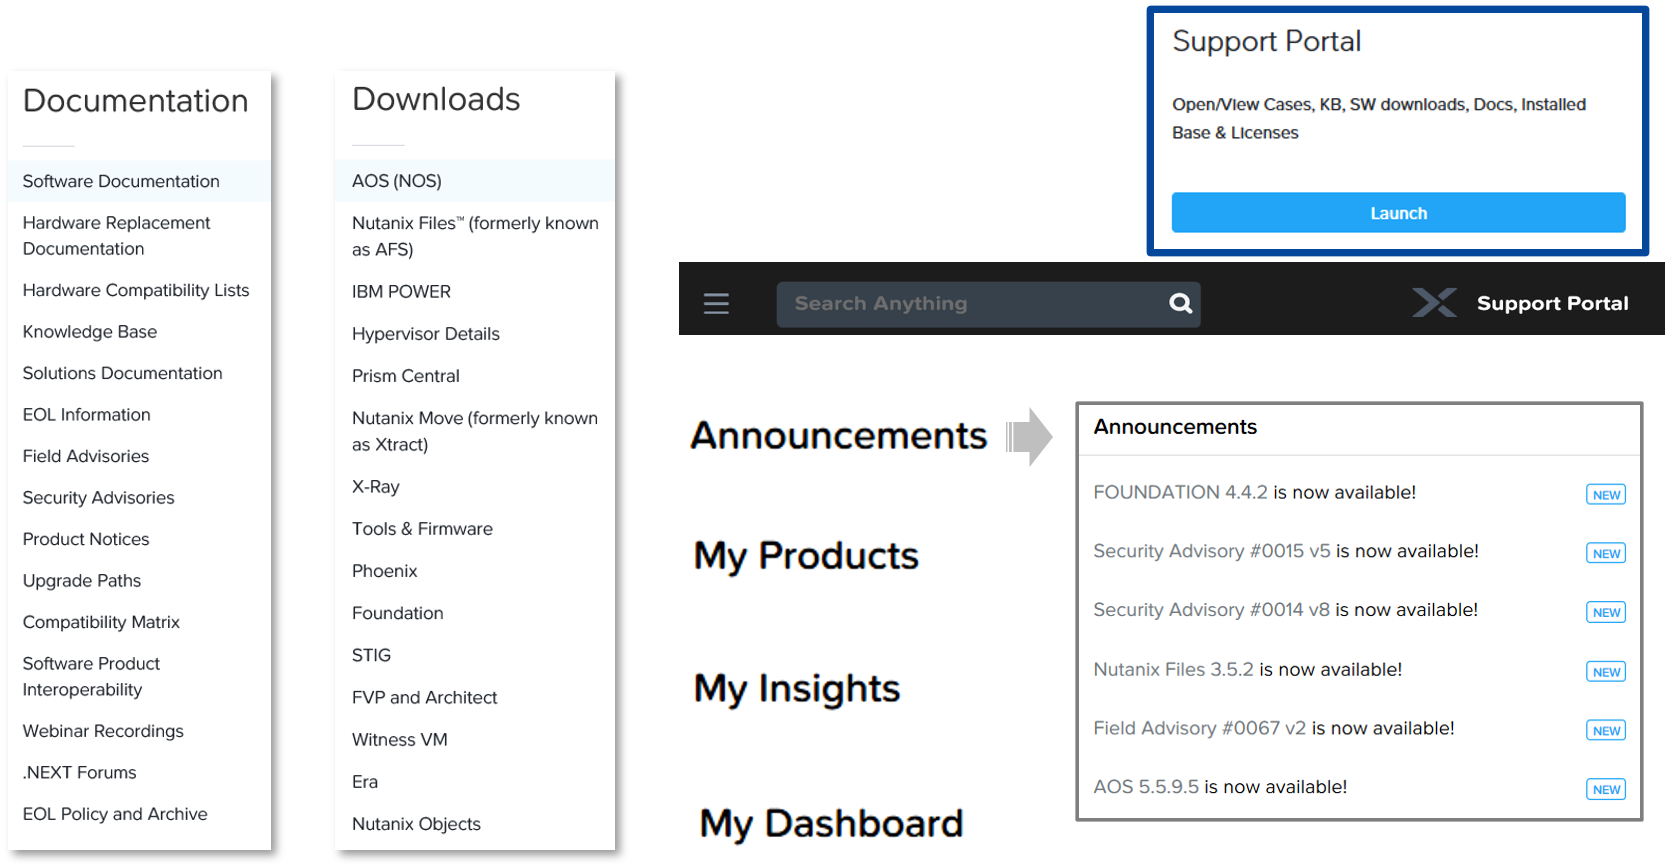 Documentation
Software Documentation
Hardware Replacement
Documentation
Hardware Compatibility Lists
Knowledge Base
Solutions Documentation
EOL Information
Field Advisories
Security Advisories
Product Notices
Upgrade Paths
Compatibility Matrix
Software Product
Interoperability
Webinar Recordings
.NEXT Forums
EOL Policy and Archive
Downloads
AOS (NOS)
Nutanix Files™ (formerly known
as AFS)
IBM POWER
Hypervisor Details
Prism Central
Nutanix Move (formerly known
as Xtract)
X-Ray
Tools & Firmware
Phoenix
Foundation
STIG
FVP and Architect
Witness VM
Era
Nutanix Objects
Support Portal
Open/View Cases, KB, SW downloads, Docs, Installed
Base & Licenses
Launch
Search Anything
Support Portal
Announcements
My Products
My Insights
My Dashboard
Announcements
FOUNDATION 4.4.2 is now available! NEW
Security Advisory #0015 v5 is now available! NEW
Security Advisory #0014 v8 is now available! NEW
Nutanix Files 3.5.2 is now available! NEW
Field Advisory #0067 v2 is now available! NEW
AOS 5.5.9.5 is now available! NEW